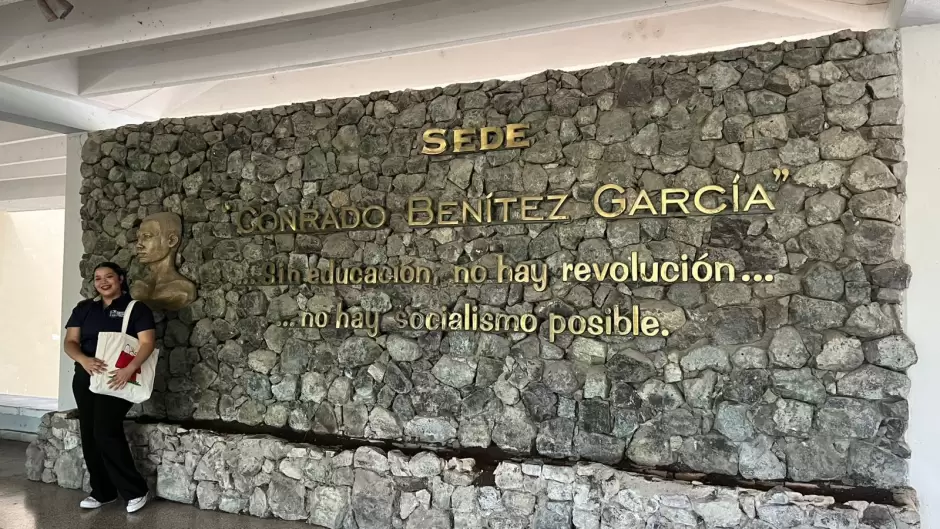 SEDE
"CONRADO BENÍTEZ GARCÍA"
...Sin educación, no hay revolución...
...no hay socialismo posible.